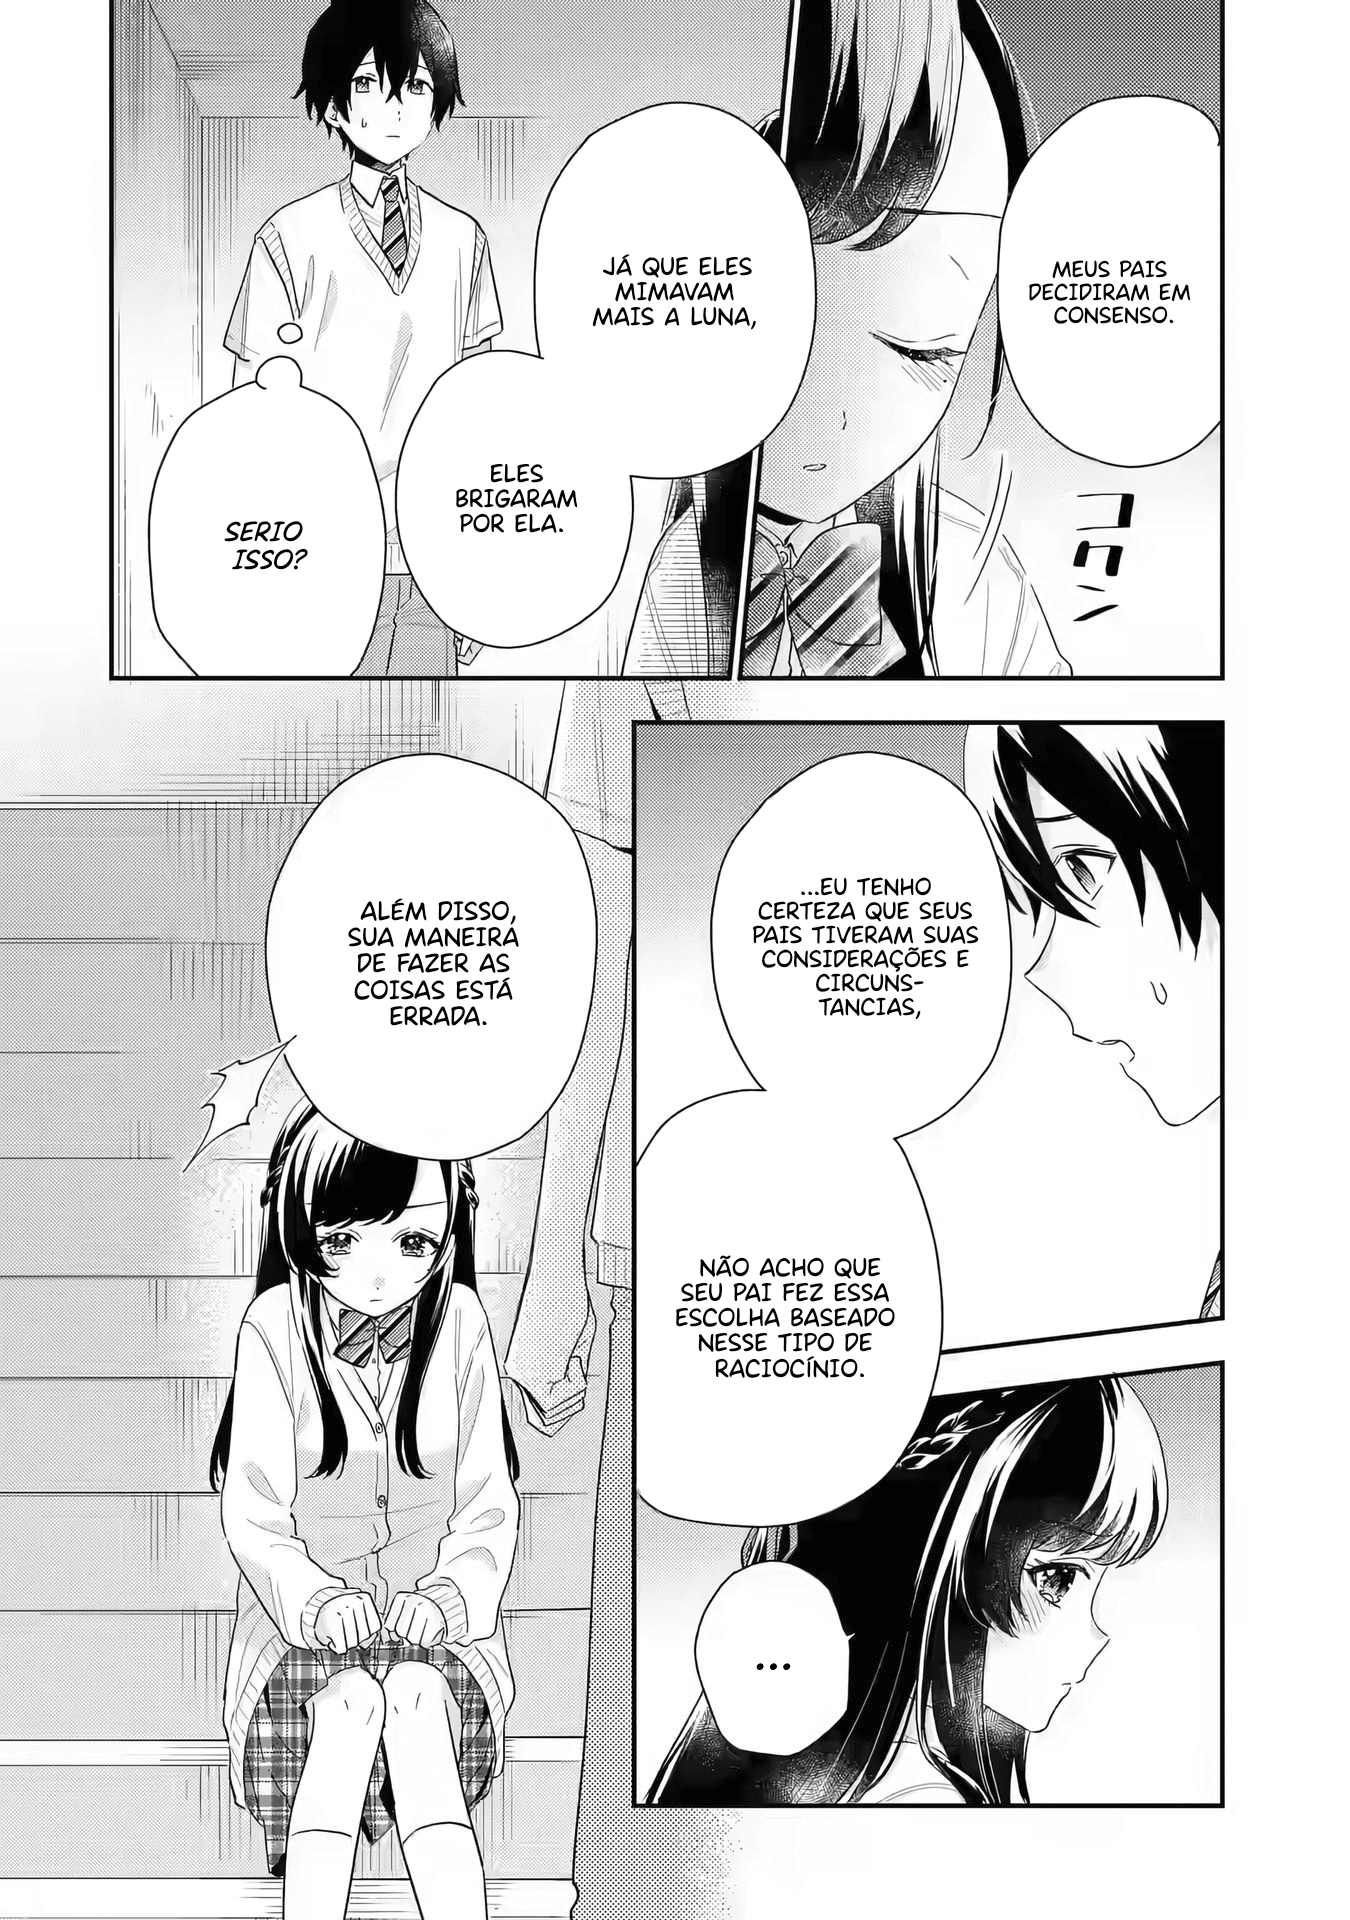 MEUS PAIS
DECIDIRAM EM
CONSENSO.
JÁ QUE ELES
MIMAVAM
MAIS A LUNA,
ELES
BRIGARAM
POR ELA.
SERIO
ISSO?
コロン
...EU TENHO
CERTEZA QUE SEUS
PAIS TIVERAM SUAS
CONSIDERAÇÕES E
CIRCUNS-
TANCIAS,
NÃO ACHO QUE
SEU PAI FEZ ESSA
ESCOLHA BASEADO
NESSE TIPO DE
RACIOCÍNIO.
...
ALÉM DISSO,
SUA MANEIRA
DE FAZER AS
COISAS ESTÁ
ERRADA.